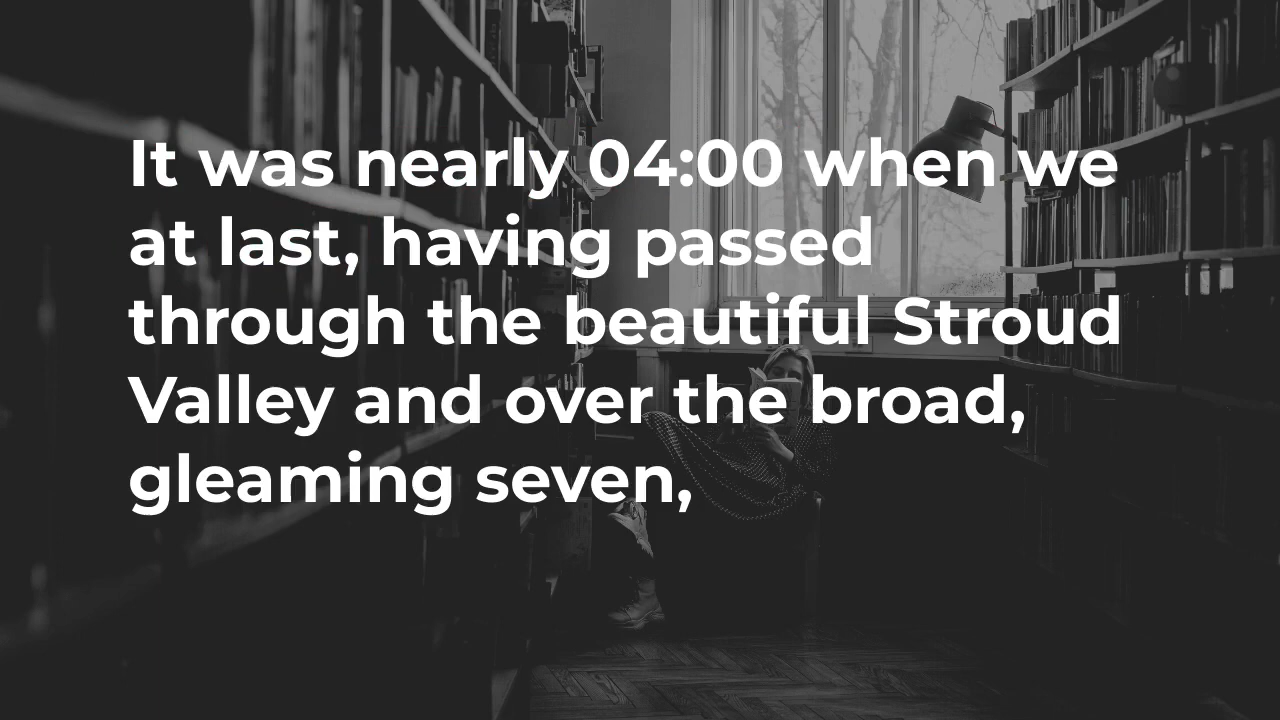 It was nearly 04:00 when we
at last, having passed
through the beautiful Stroud
Valley and over the broad,
gleaming seven,